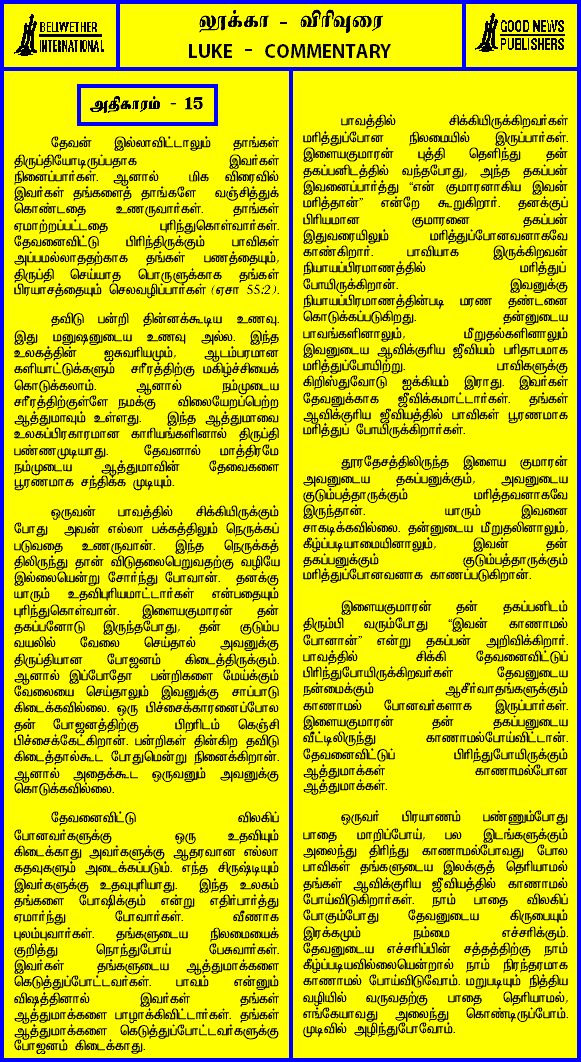 BELLWETHER
INTERNATIONAL
லூக்கா - விரிவுரை
LUKE - COMMENTARY
GOOD NEWS
PUBLISHERS
அதிகாரம் - 15
தேவன் இல்லாவிட்டாலும் தாங்கள்
திருப்தியோடிருப்பதாக இவர்கள்
நினைப்பார்கள். ஆனால் மிக விரைவில்
இவர்கள் தங்களைத் தாங்களே வஞ்சித்துக்
கொண்டதை உணருவார்கள். தாங்கள்
ஏமாற்றப்பட்டதை புரிந்துகொள்வார்கள்.
தேவனைவிட்டு பிரிந்திருக்கும் பாவிகள்
அப்பமல்லாததற்காக தங்கள் பணத்தையும்,
திருப்தி செய்யாத பொருளுக்காக தங்கள்
பிரயாசத்தையும் செலவழிப்பார்கள் (ஏசா 55:2).
தவிடு பன்றி தின்னக்கூடிய உணவு.
இது மனுஷனுடைய உணவு அல்ல. இந்த
உலகத்தின் ஐசுவரியமும், ஆடம்பரமான
களியாட்டுக்களும் சரீரத்திற்கு மகிழ்ச்சியைக்
கொடுக்கலாம். ஆனால் நம்முடைய
சரீரத்திற்குள்ளே நமக்கு விலையேறப்பெற்ற
ஆத்துமாவும் உள்ளது. இந்த ஆத்துமாவை
உலகப்பிரகாரமான காரியங்களினால் திருப்தி
பண்ணமுடியாது. தேவனால் மாத்திரமே
நம்முடைய ஆத்துமாவின் தேவைகளை
பூரணமாக சந்திக்க முடியும்.
ஒருவன் பாவத்தில் சிக்கியிருக்கும்
போது அவன் எல்லா பக்கத்திலும் நெருக்கப்
படுவதை உணருவான். இந்த நெருக்கத்
திலிருந்து தான் விடுதலைபெறுவதற்கு வழியே
இல்லையென்று சோர்ந்து போவான். தனக்கு
யாரும் உதவிபுரியமாட்டார்கள் என்பதையும்
புரிந்துகொள்வான். இளையகுமாரன் தன்
தகப்பனோடு இருந்தபோது, தன் குடும்ப
வயலில் வேலை செய்தால் அவனுக்கு
திருப்தியான போஜனம் கிடைத்திருக்கும்.
ஆனால் இப்போதோ பன்றிகளை மேய்க்கும்
வேலையை செய்தாலும் இவனுக்கு சாப்பாடு
கிடைக்கவில்லை. ஒரு பிச்சைக்காரனைப்போல
தன் போஜனத்திற்கு பிறரிடம் கெஞ்சி
பிச்சைக்கேட்கிறான். பன்றிகள் தின்கிற தவிடு
கிடைத்தால்கூட போதுமென்று நினைக்கிறான்.
ஆனால் அதைக்கூட ஒருவனும் அவனுக்கு
கொடுக்கவில்லை.
தேவனைவிட்டு விலகிப்
போனவர்களுக்கு ஒரு உதவியும்
கிடைக்காது அவர்களுக்கு ஆதரவான எல்லா
கதவுகளும் அடைக்கப்படும். எந்த சிருஷ்டியும்
இவர்களுக்கு உதவுபுரியாது. இந்த உலகம்
தங்களை போஷிக்கும் என்று எதிர்பார்த்து
ஏமார்ந்து போவார்கள். வீணாக
புலம்புவார்கள். தங்களுடைய நிலமையைக்
குறித்து நொந்துபோய் பேசுவார்கள்.
இவர்கள் தங்களுடைய ஆத்துமாக்களை
கெடுத்துப்போட்டவர்கள். பாவம் என்னும்
விஷத்தினால் இவர்கள் தங்கள்
ஆத்துமாக்களை பாழாக்கிவிட்டார்கள். தங்கள்
ஆத்துமாக்களை கெடுத்துப்போட்டவர்களுக்கு
போஜனம் கிடைக்காது.
பாவத்தில் சிக்கியிருக்கிறவர்கள்
மரித்துப்போன நிலமையில் இருப்பார்கள்.
இளையகுமாரன் புத்தி தெளிந்து தன்
தகப்பனிடத்தில் வந்தபோது, அந்த தகப்பன்
இவனைப்பார்த்து “என் குமாரனாகிய இவன்
மரித்தான்” என்றே கூறுகிறார். தனக்குப்
பிரியமான குமாரனை தகப்பன்
இதுவரையிலும் மரித்துப்போனவனாகவே
காண்கிறார். பாவியாக இருக்கிறவன்
நியாயப்பிரமாணத்தில் மரித்துப்
போயிருக்கிறான். இவனுக்கு
நியாயப்பிரமாணத்தின்படி மரண தண்டனை
கொடுக்கப்படுகிறது. தன்னுடைய
பாவங்களினாலும், மீறுதல்களினாலும்
இவனுடைய ஆவிக்குரிய ஜீவியம் பரிதாபமாக
மரித்துப்போயிற்று. பாவிகளுக்கு
கிறிஸ்துவோடு ஐக்கியம் இராது. இவர்கள்
தேவனுக்காக ஜீவிக்கமாட்டார்கள். தங்கள்
ஆவிக்குரிய ஜீவியத்தில் பாவிகள் பூரணமாக
மரித்துப் போயிருக்கிறார்கள்.
தூரதேசத்திலிருந்த இளைய குமாரன்
அவனுடைய தகப்பனுக்கும், அவனுடைய
குடும்பத்தாருக்கும் மரித்தவனாகவே
இருந்தான். யாரும் இவனை
சாகடிக்கவில்லை. தன்னுடைய மீறுதலினாலும்,
கீழ்ப்படியாமையினாலும், இவன் தன்
தகப்பனுக்கும் குடும்பத்தாருக்கும்
மரித்துப்போனவனாக காணப்படுகிறான்.
இளையகுமாரன் தன் தகப்பனிடம்
திரும்பி வரும்போது “இவன் காணாமல்
போனான்” என்று தகப்பன் அறிவிக்கிறார்.
பாவத்தில் சிக்கி தேவனைவிட்டுப்
பிரிந்துபோயிருக்கிறவர்கள் தேவனுடைய
நன்மைக்கும் ஆசீர்வாதங்களுக்கும்
காணாமல் போனவர்களாக இருப்பார்கள்.
இளையகுமாரன் தன் தகப்பனுடைய
வீட்டிலிருந்து காணாமல்போய்விட்டான்.
தேவனைவிட்டுப் பிரிந்துபோயிருக்கும்
ஆத்துமாக்கள் காணாமல்போன
ஆத்துமாக்கள்.
ஒருவர் பிரயாணம் பண்ணும்போது
பாதை மாறிப்போய், பல இடங்களுக்கும்
அலைந்து திரிந்து காணாமல்போவது போல
பாவிகள் தங்களுடைய இலக்குத் தெரியாமல்
தங்கள் ஆவிக்குரிய ஜீவியத்தில் காணாமல்
போய்விடுகிறார்கள். நாம் பாதை விலகிப்
போகும்போது தேவனுடைய கிருபையும்
இரக்கமும் நம்மை எச்சரிக்கும்.
தேவனுடைய எச்சரிப்பின் சத்தத்திற்கு நாம்
கீழ்ப்படியவில்லையென்றால் நாம் நிரந்தரமாக
காணாமல் போய்விடுவோம். மறுபடியும் நித்திய
வழியில் வருவதற்கு பாதை தெரியாமல்,
எங்கேயாவது அலைந்து கொண்டிருப்போம்.
முடிவில் அழிந்துபோவோம்.